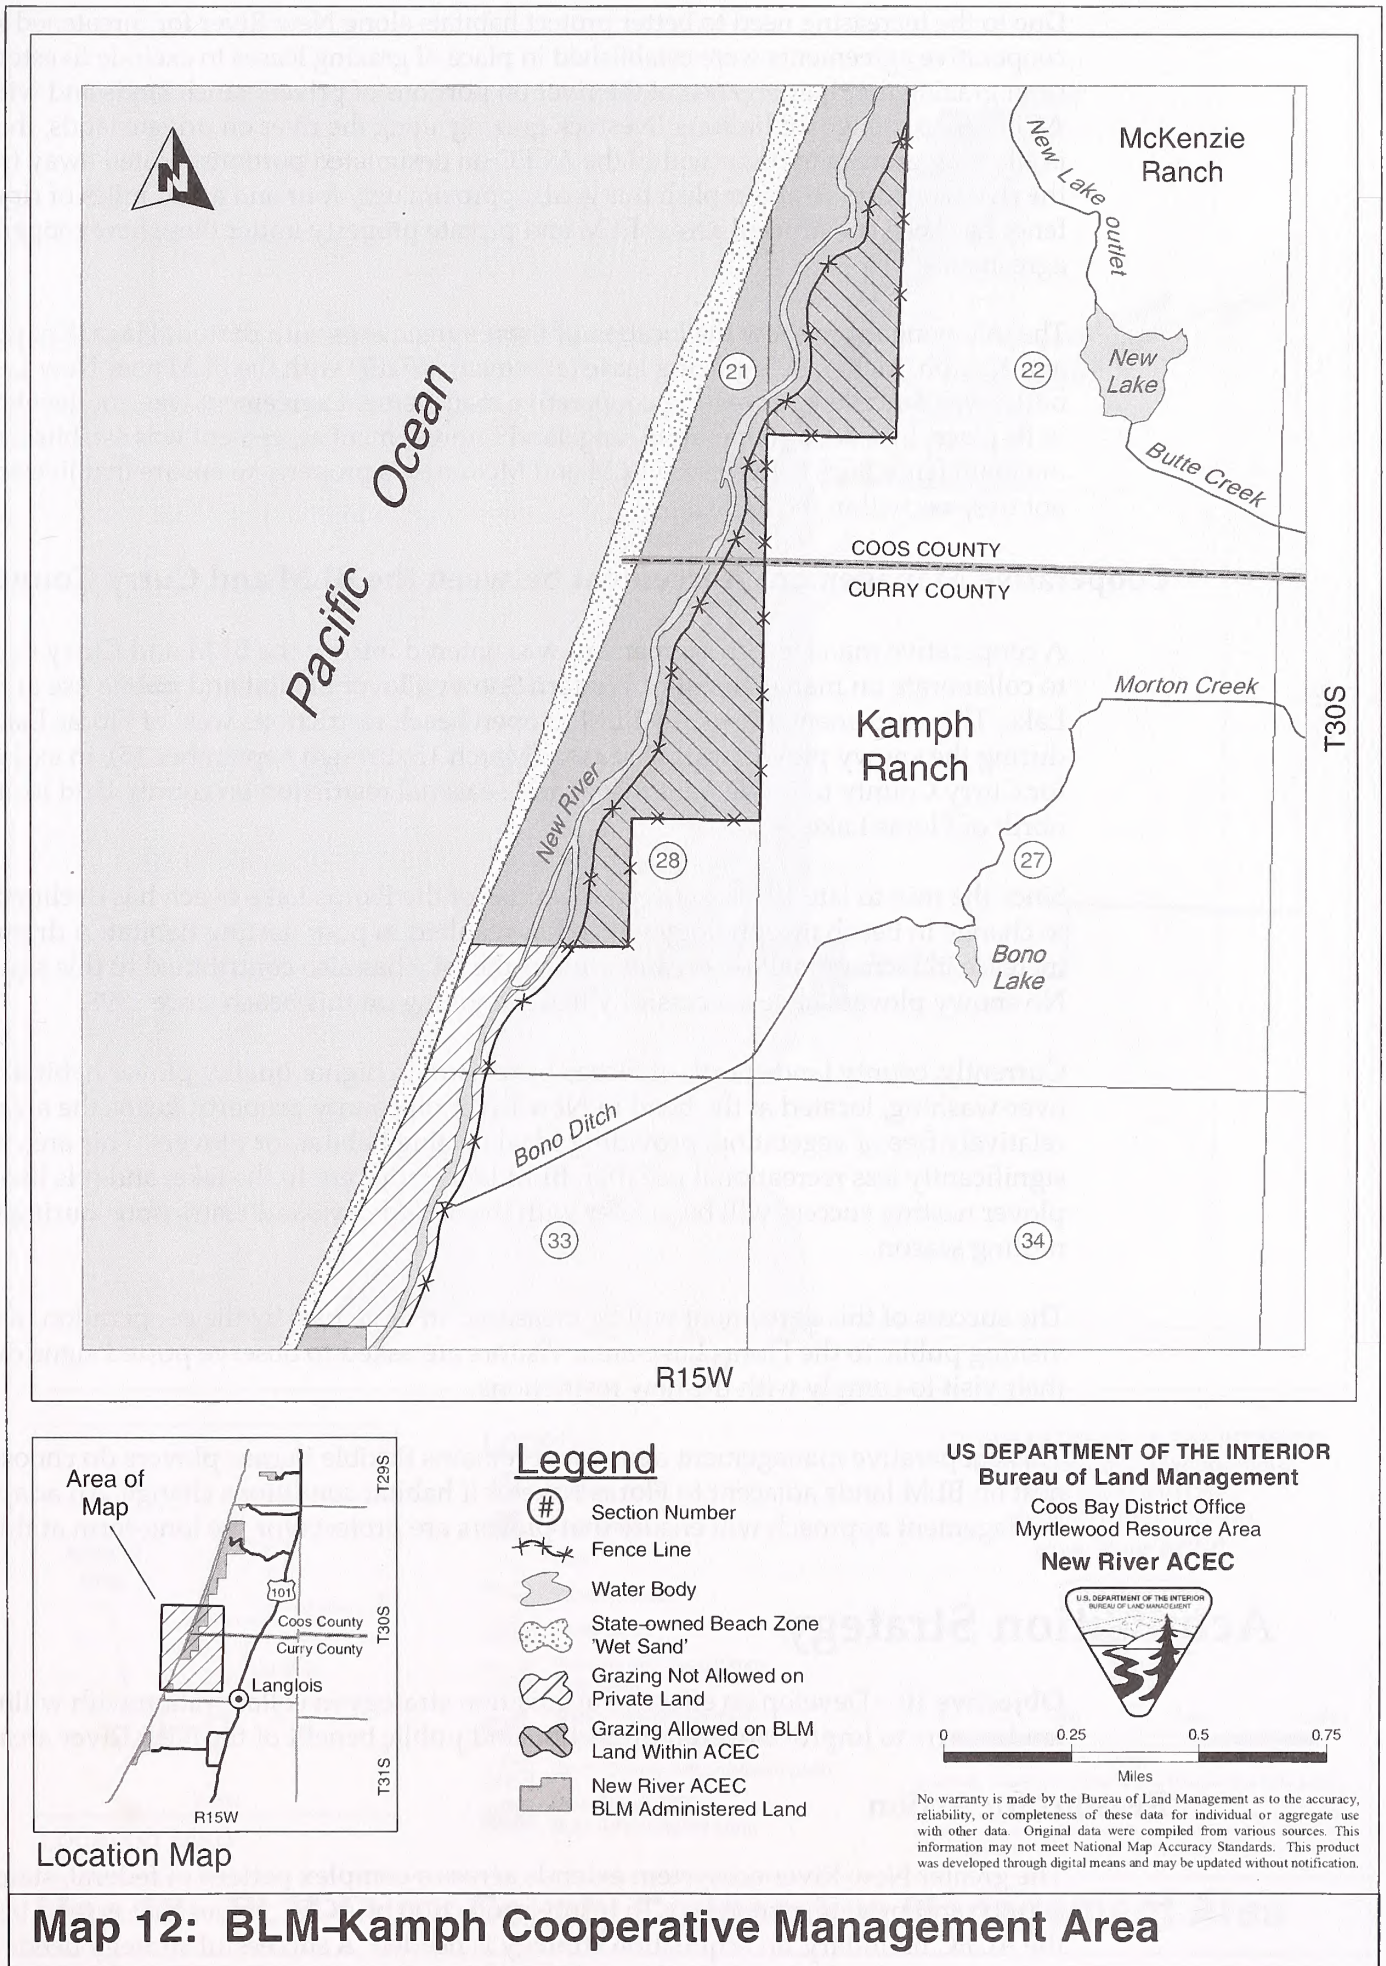 N
McKenzie
Ranch
New Lake outlet
Pacific Ocean
21
22
New
Lake
Butte Creek
COOS COUNTY
CURRY COUNTY
Morton Creek
T30S
Kamph
Ranch
New River
28
27
Bono
Lake
Bono Ditch
33
34
R15W
Area of
Map
T29S
101
Coos County
Curry County
T30S
Langlois
T31S
R15W
Location Map
Legend
# Section Number
Fence Line
Water Body
State-owned Beach Zone
'Wet Sand'
Grazing Not Allowed on
Private Land
Grazing Allowed on BLM
Land Within ACEC
New River ACEC
BLM Administered Land
US DEPARTMENT OF THE INTERIOR
Bureau of Land Management
Coos Bay District Office
Myrtlewood Resource Area
New River ACEC
U.S. DEPARTMENT OF THE INTERIOR
BUREAU OF LAND MANAGEMENT
0 0.25 0.5 0.75
Miles
No warranty is made by the Bureau of Land Management as to the accuracy,
reliability, or completeness of these data for individual or aggregate use
with other data. Original data were compiled from various sources. This
information may not meet National Map Accuracy Standards. This product
was developed through digital means and may be updated without notification.
Map 12: BLM-Kamph Cooperative Management Area